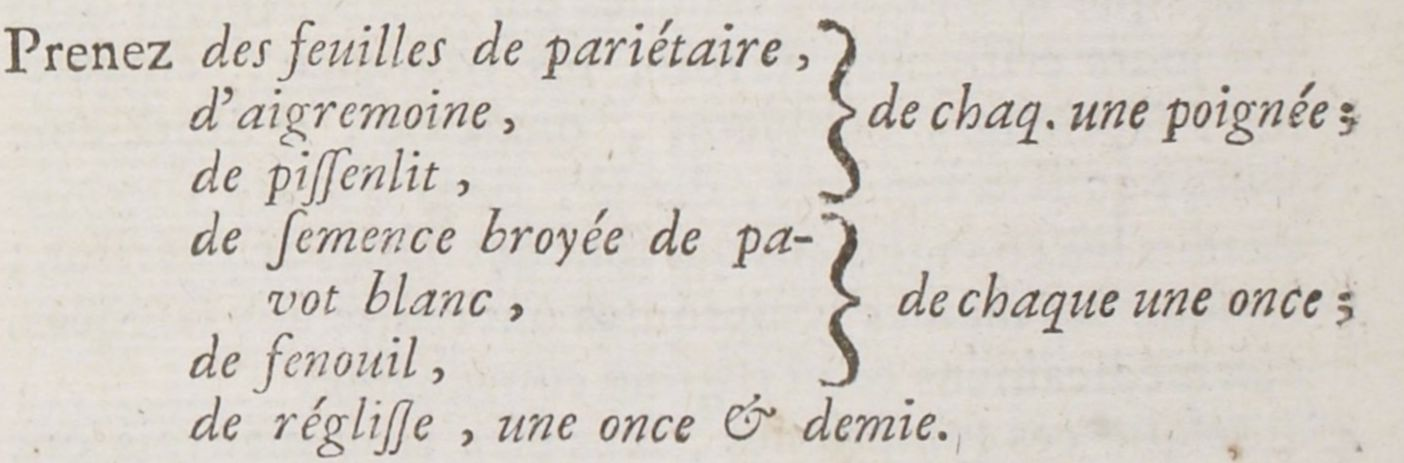 Prenez des feuilles de pariétaire,
d'aigremoine,
de piſſenlit,
de chaq. une poignée;
de ſemence broyée de pa-
vot blanc,
de fenouil,
de chaque une once;
de régliſſe, une once & demie.